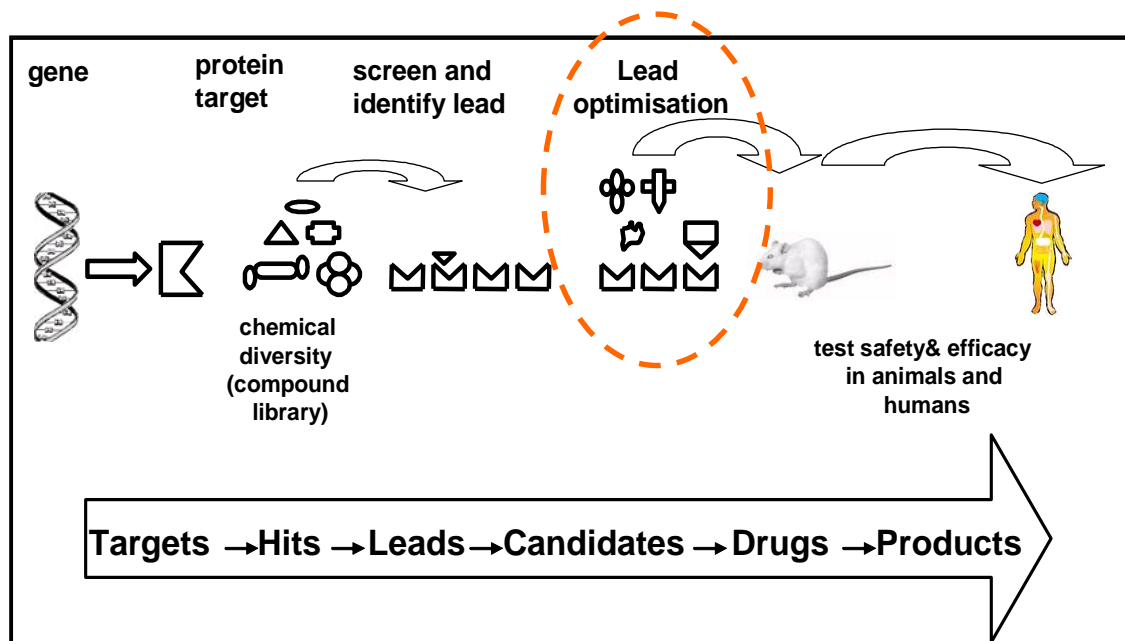 gene
protein
target
screen and
identify lead
Lead
optimisation
chemical
diversity
(compound
library)
test safety& efficacy
in animals and
humans
Targets →Hits →Leads→Candidates →Drugs →Products